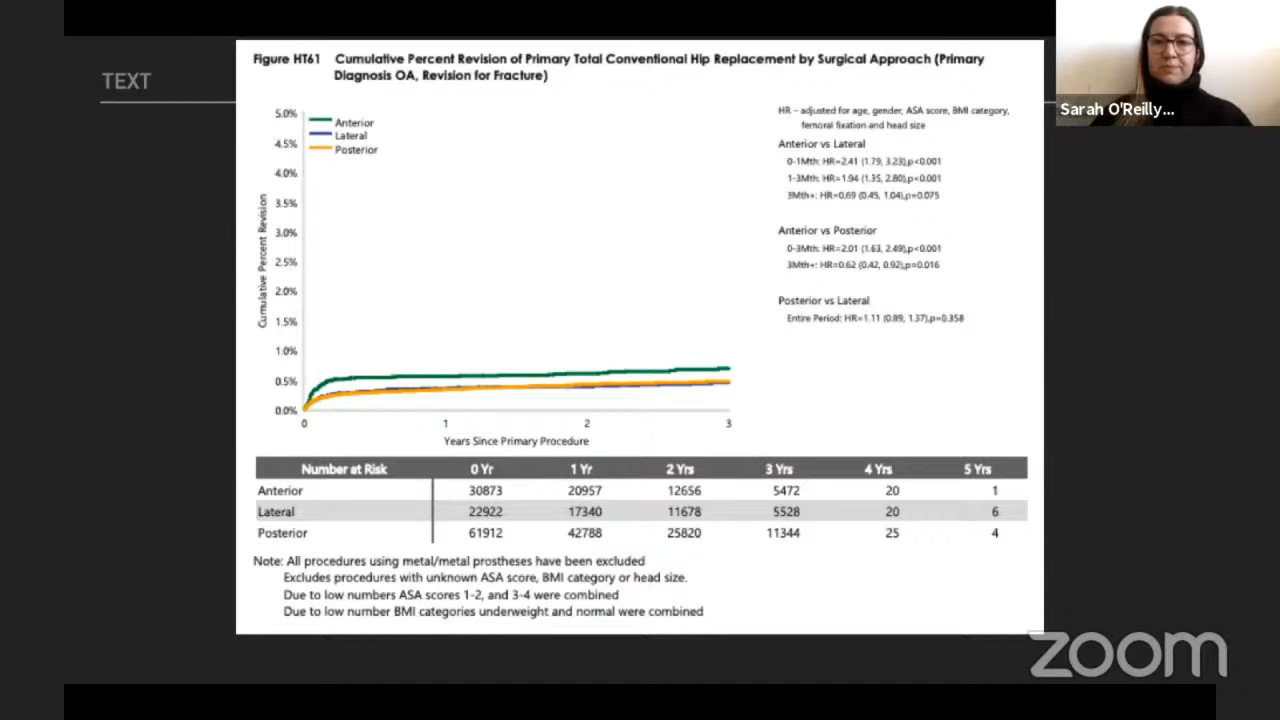 TEXT
Figure HT61 Cumulative Percent Revision of Primary Total Conventional Hip Replacement by Surgical Approach (Primary
Diagnosis OA, Revision for Fracture)
Sarah O'Reilly...
5.0%
4.5%
4.0%
3.5%
3.0%
2.5%
2.0%
1.5%
1.0%
0.5%
0.0%
Cumulative Percent Revision
Anterior
Lateral
Posterior
0 1 2 3
Years Since Primary Procedure
HR – adjusted for age, gender, ASA score, BMI category,
femoral fixation and head size
Anterior vs Lateral
0-1Mth: HR=2.41 (1.79, 3.23),p<0.001
1-3Mth: HR=1.94 (1.35, 2.80),p<0.001
3Mth+: HR=0.69 (0.45, 1.04),p=0.075
Anterior vs Posterior
0-3Mth: HR=2.01 (1.63, 2.49),p<0.001
3Mth+: HR=0.62 (0.42, 0.92),p=0.016
Posterior vs Lateral
Entire Period: HR=1.11 (0.89, 1.37),p=0.358
Number at Risk 0 Yr 1 Yr 2 Yrs 3 Yrs 4 Yrs 5 Yrs
Anterior 30873 20957 12656 5472 20 1
Lateral 22922 17340 11678 5528 20 6
Posterior 61912 42788 25820 11344 25 4
Note: All procedures using metal/metal prostheses have been excluded
Excludes procedures with unknown ASA score, BMI category or head size.
Due to low numbers ASA scores 1-2, and 3-4 were combined
Due to low number BMI categories underweight and normal were combined
zoom